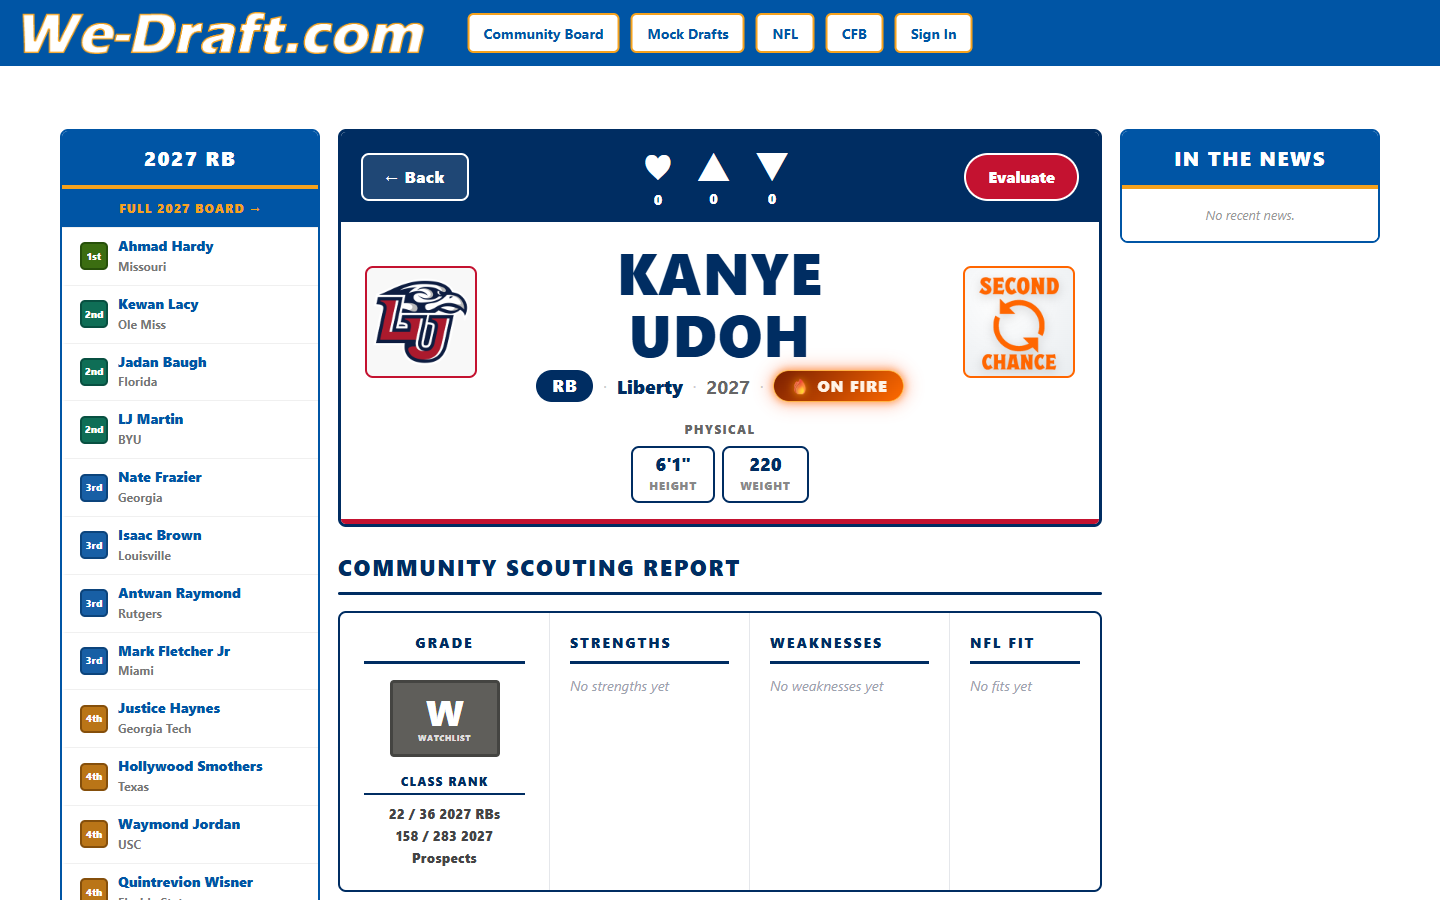 We-Draft.com
Community Board
Mock Drafts
NFL
CFB
Sign In
2027 RB
FULL 2027 BOARD →
1st
Ahmad Hardy
Missouri
2nd
Kewan Lacy
Ole Miss
2nd
Jadan Baugh
Florida
2nd
LJ Martin
BYU
3rd
Nate Frazier
Georgia
3rd
Isaac Brown
Louisville
3rd
Antwan Raymond
Rutgers
3rd
Mark Fletcher Jr
Miami
4th
Justice Haynes
Georgia Tech
4th
Hollywood Smothers
Texas
4th
Waymond Jordan
USC
4th
Quintrevion Wisner
← Back
0
0
0
Evaluate
LU
KANYE
UDOH
SECOND
CHANCE
RB · Liberty · 2027 · ON FIRE
PHYSICAL
6'1"
HEIGHT
220
WEIGHT
COMMUNITY SCOUTING REPORT
GRADE
W
WATCHLIST
CLASS RANK
22 / 36 2027 RBs
158 / 283 2027
Prospects
STRENGTHS
No strengths yet
WEAKNESSES
No weaknesses yet
NFL FIT
No fits yet
IN THE NEWS
No recent news.